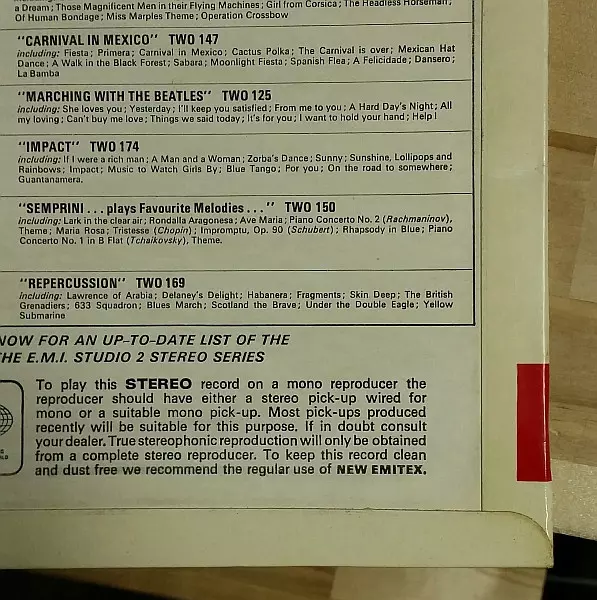 a Dream; Those Magnificent Men in their Flying Machines; Girl from Corsica; The Headless Horseman;
Of Human Bondage; Miss Marples Theme; Operation Crossbow
"CARNIVAL IN MEXICO" TWO 147
including: Fiesta; Primera; Carnival in Mexico; Cactus Polka; The Carnival is over; Mexican Hat
Dance; A Walk in the Black Forest; Sabara; Moonlight Fiesta; Spanish Flea; A Felicidade; Dansero;
La Bamba
"MARCHING WITH THE BEATLES" TWO 125
including: She loves you; Yesterday; I'll keep you satisfied; From me to you; A Hard Day's Night; All
my loving; Can't buy me love; Things we said today; It's for you; I want to hold your hand; Help!
"IMPACT" TWO 174
including: If I were a rich man; A Man and a Woman; Zorba's Dance; Sunny; Sunshine, Lollipops and
Rainbows; Impact; Music to Watch Girls By; Blue Tango; Por you; On the road to somewhere;
Guantanamera.
"SEMPRINI . . . plays Favourite Melodies . . ." TWO 150
including: Lark in the clear air; Rondalla Aragonesa; Ave Maria; Piano Concerto No. 2 (Rachmaninov),
Theme; Maria Rosa; Tristesse (Chopin); Impromptu, Op. 90 (Schubert); Rhapsody in Blue; Piano
Concerto No. 1 in B Flat (Tchaikovsky), Theme.
"REPERCUSSION" TWO 169
including: Lawrence of Arabia; Delaney's Delight; Habanera; Fragments; Skin Deep; The British
Grenadiers; 633 Squadron; Blues March; Scotland the Brave; Under the Double Eagle; Yellow
Submarine
NOW FOR AN UP-TO-DATE LIST OF THE
THE E.M.I. STUDIO 2 STEREO SERIES
To play this STEREO record on a mono reproducer the
reproducer should have either a stereo pick-up wired for
mono or a suitable mono pick-up. Most pick-ups produced
recently will be suitable for this purpose. If in doubt consult
your dealer. True stereophonic reproduction will only be obtained
from a complete stereo reproducer. To keep this record clean
and dust free we recommend the regular use of NEW EMITEX.